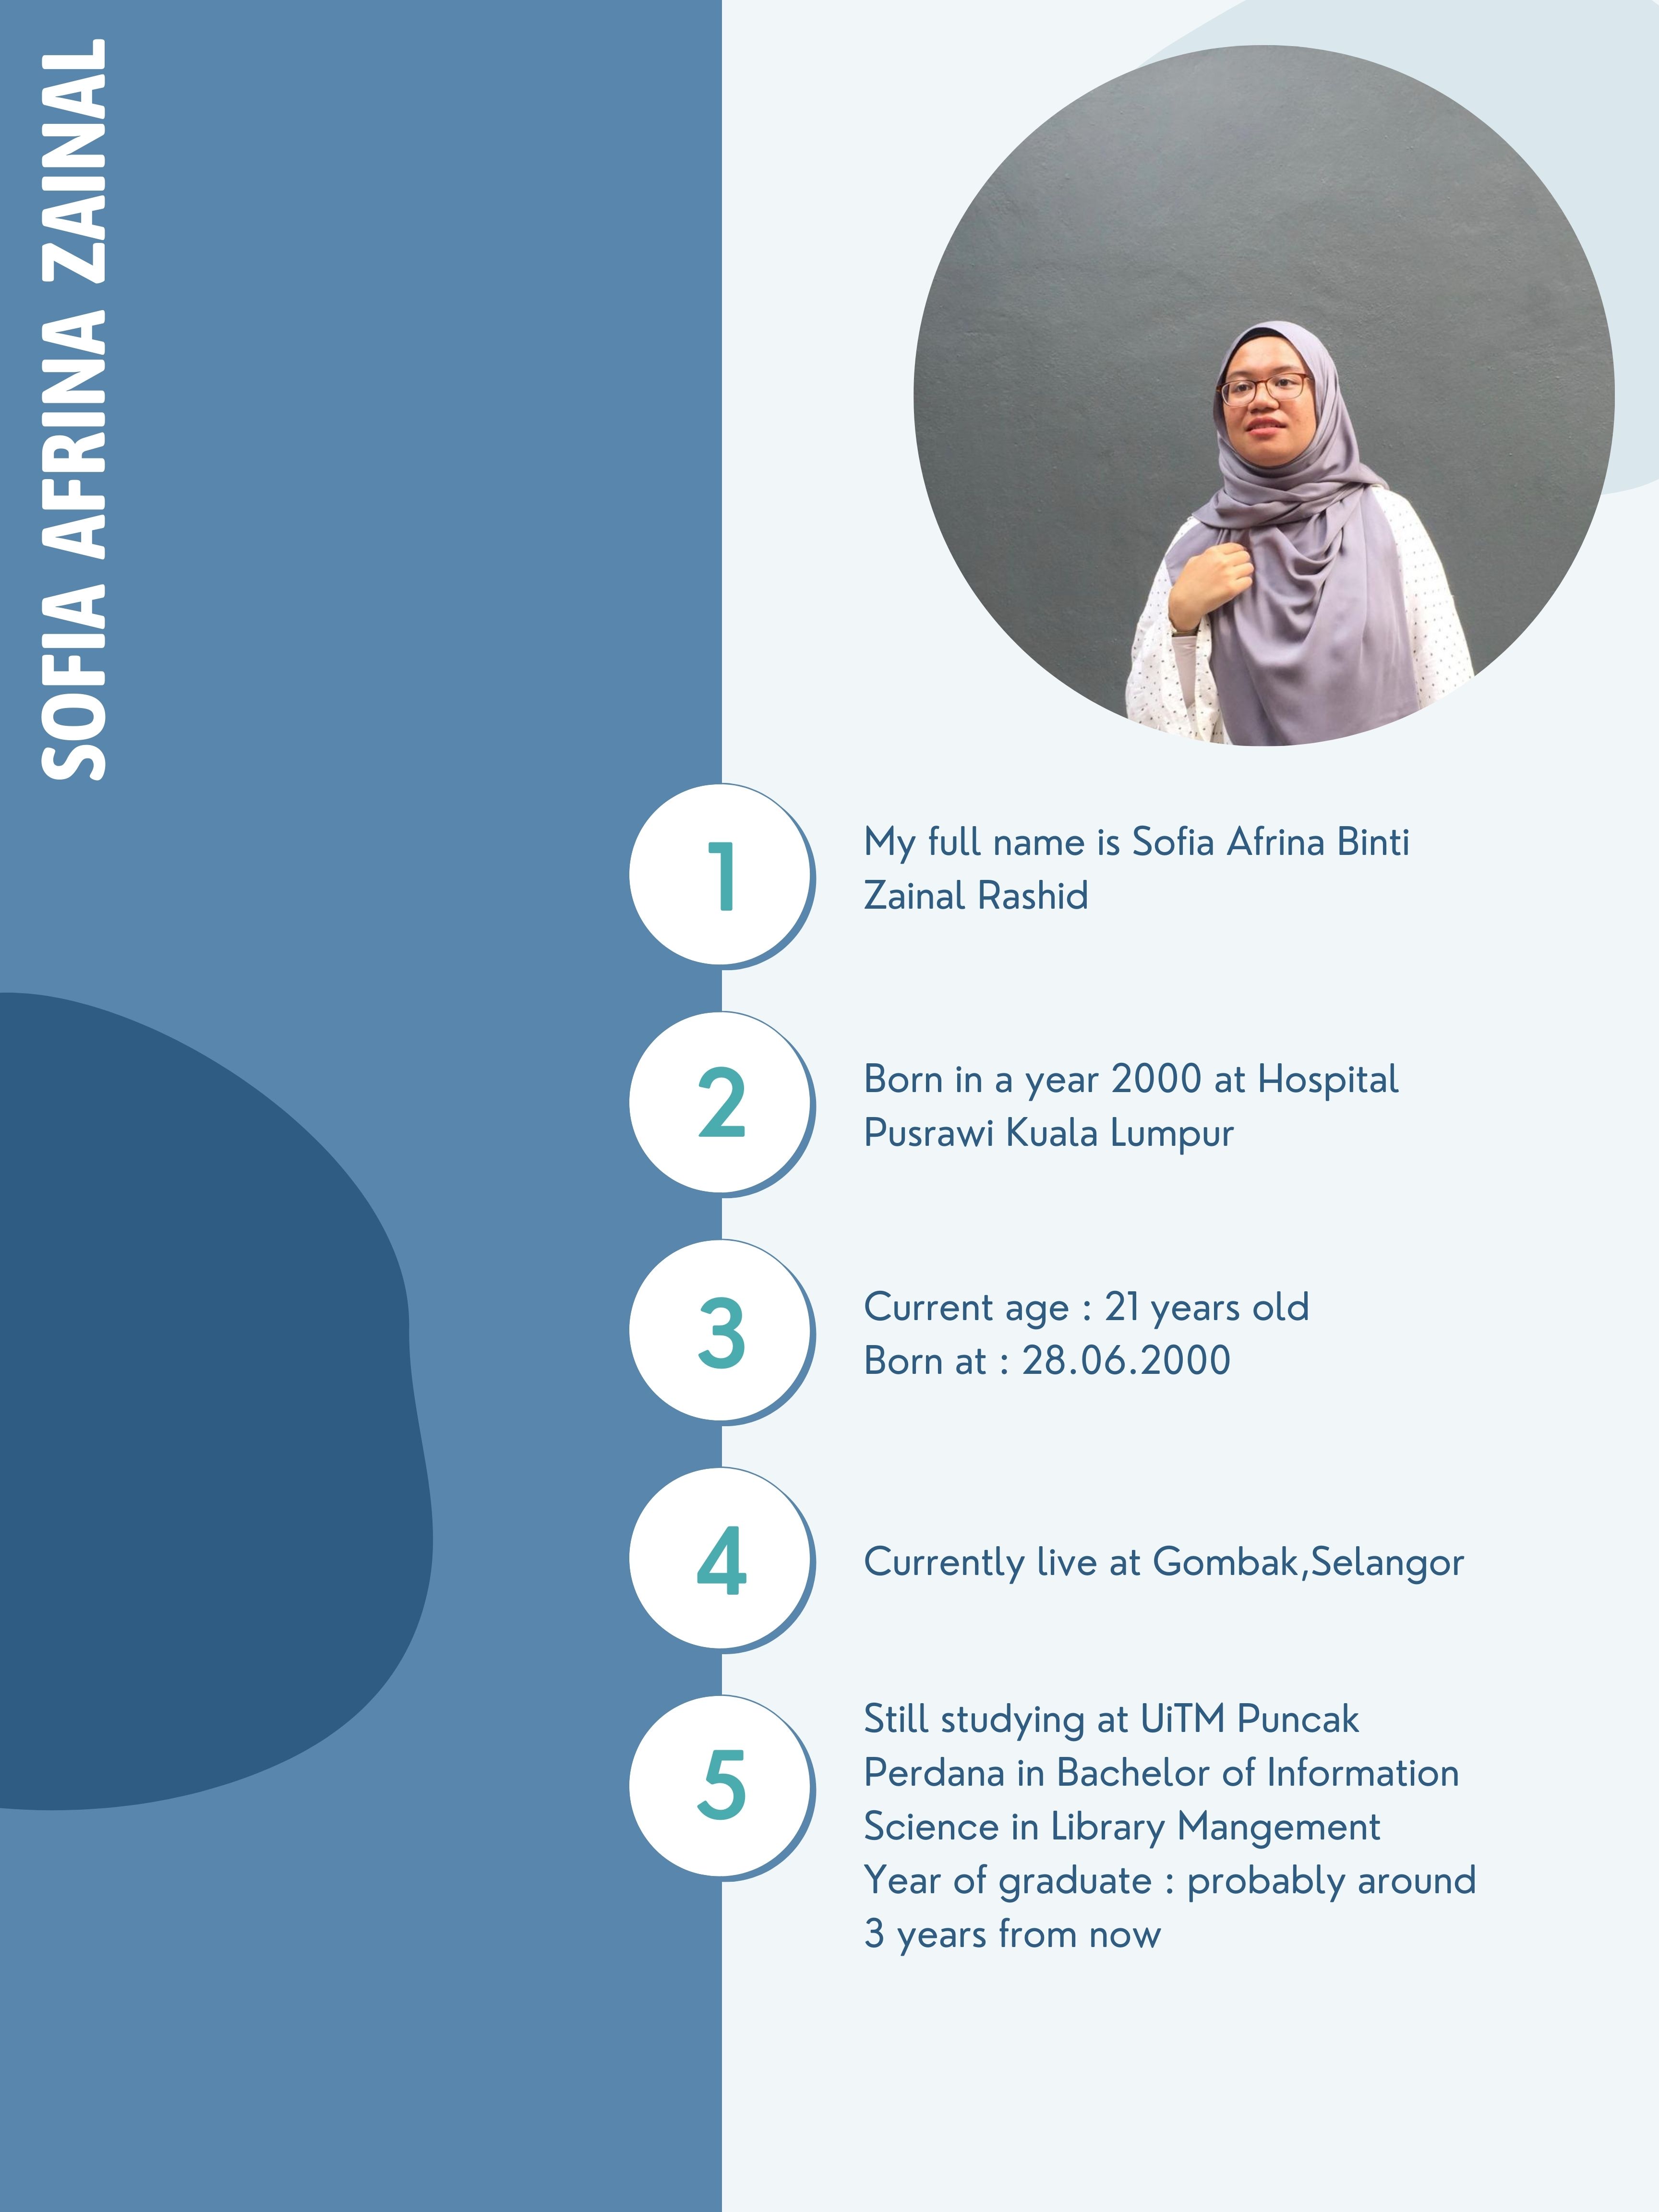 SOFIA AFRINA ZAINAL
1
My full name is Sofia Afrina Binti
Zainal Rashid
2
Born in a year 2000 at Hospital
Pusrawi Kuala Lumpur
3
Current age : 21 years old
Born at : 28.06.2000
4
Currently live at Gombak,Selangor
5
Still studying at UiTM Puncak
Perdana in Bachelor of Information
Science in Library Mangement
Year of graduate : probably around
3 years from now